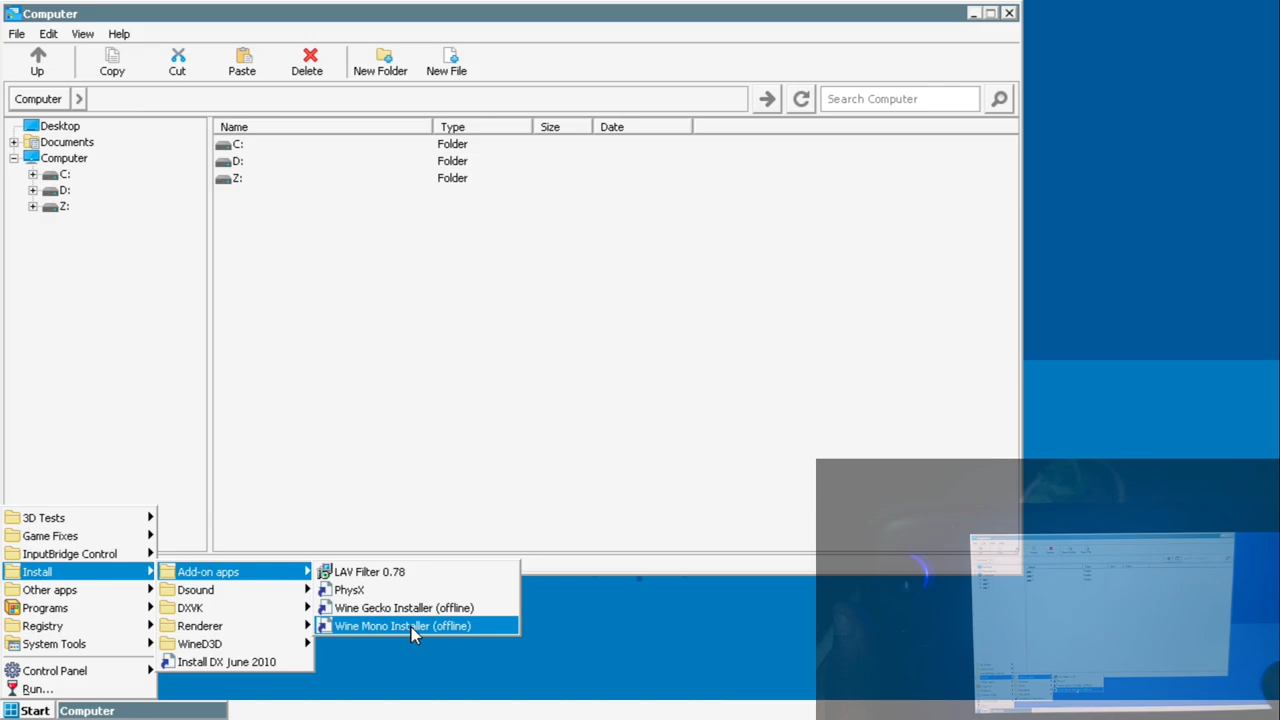 Computer
File Edit View Help
Up Copy Cut Paste Delete New Folder New File
Computer Search Computer
Desktop
Documents
Computer
C:
D:
Z:
Name Type Size Date
C: Folder
D: Folder
Z: Folder
3D Tests
Game Fixes
InputBridge Control
Install
Other apps
Programs
Registry
System Tools
Control Panel
Run...
Add-on apps
Dsound
DXVK
Renderer
WineD3D
Install DX June 2010
LAV Filter 0.78
PhysX
Wine Gecko Installer (offline)
Wine Mono Installer (offline)
Start Computer